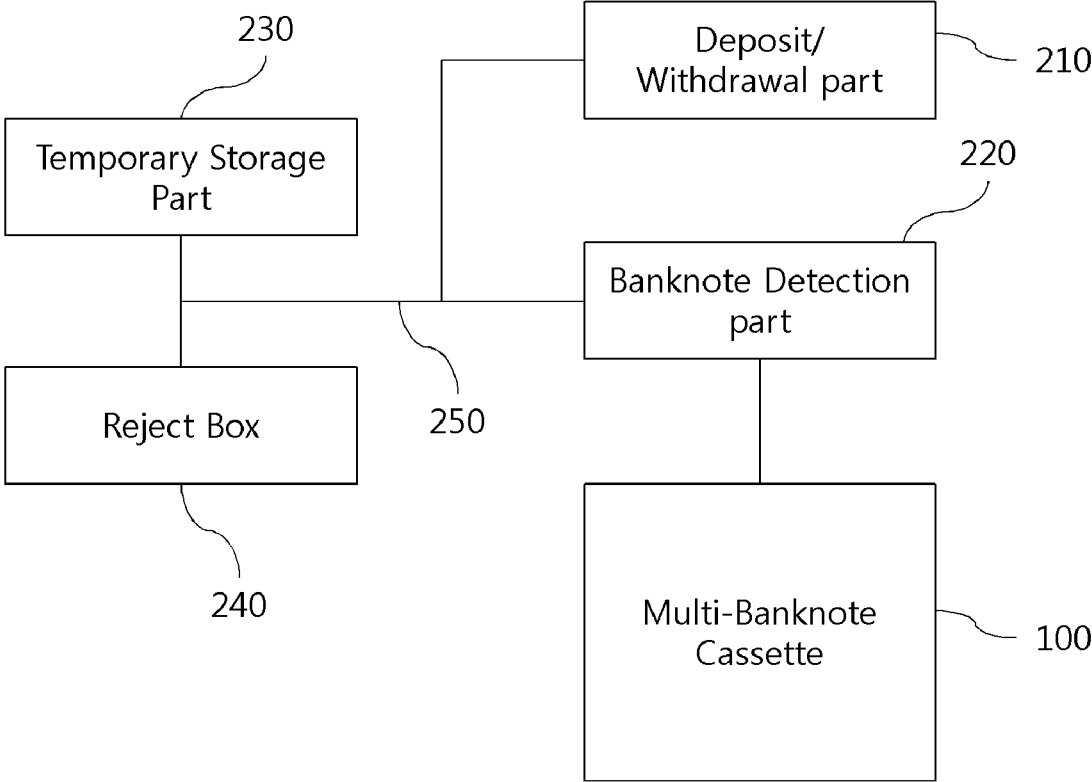 230
Deposit/
Withdrawal part
210
Temporary Storage
Part
220
Banknote Detection
part
Reject Box
250
240
Multi-Banknote
Cassette
100